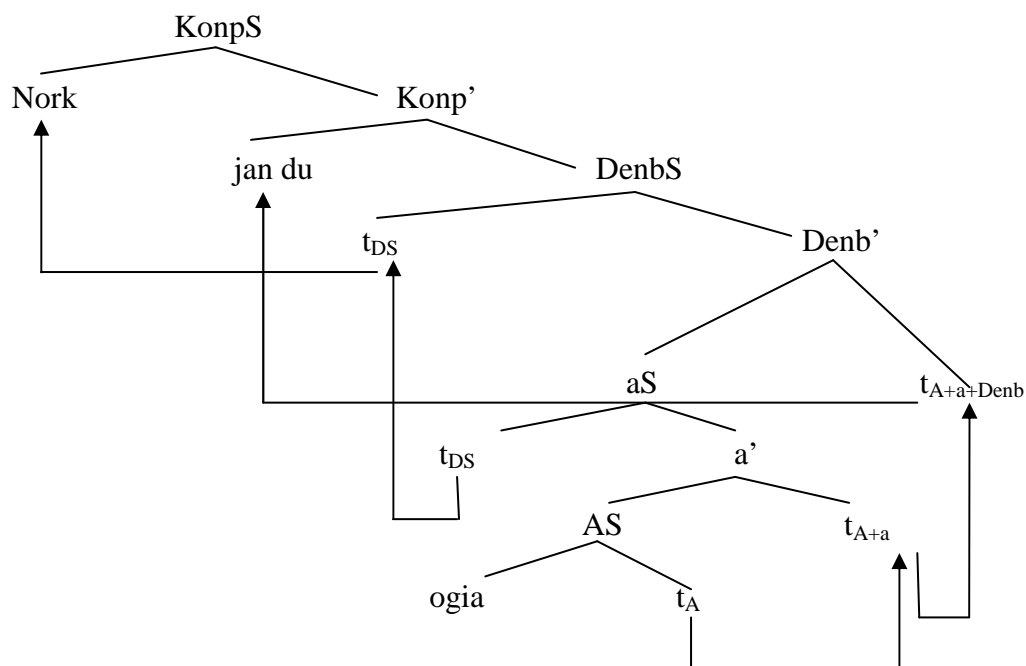 KonpS
Nork Konp’
jan du DenbS
t_DS Denb’
aS t_A+a+Denb
t_DS a’
AS t_A+a
ogia t_A